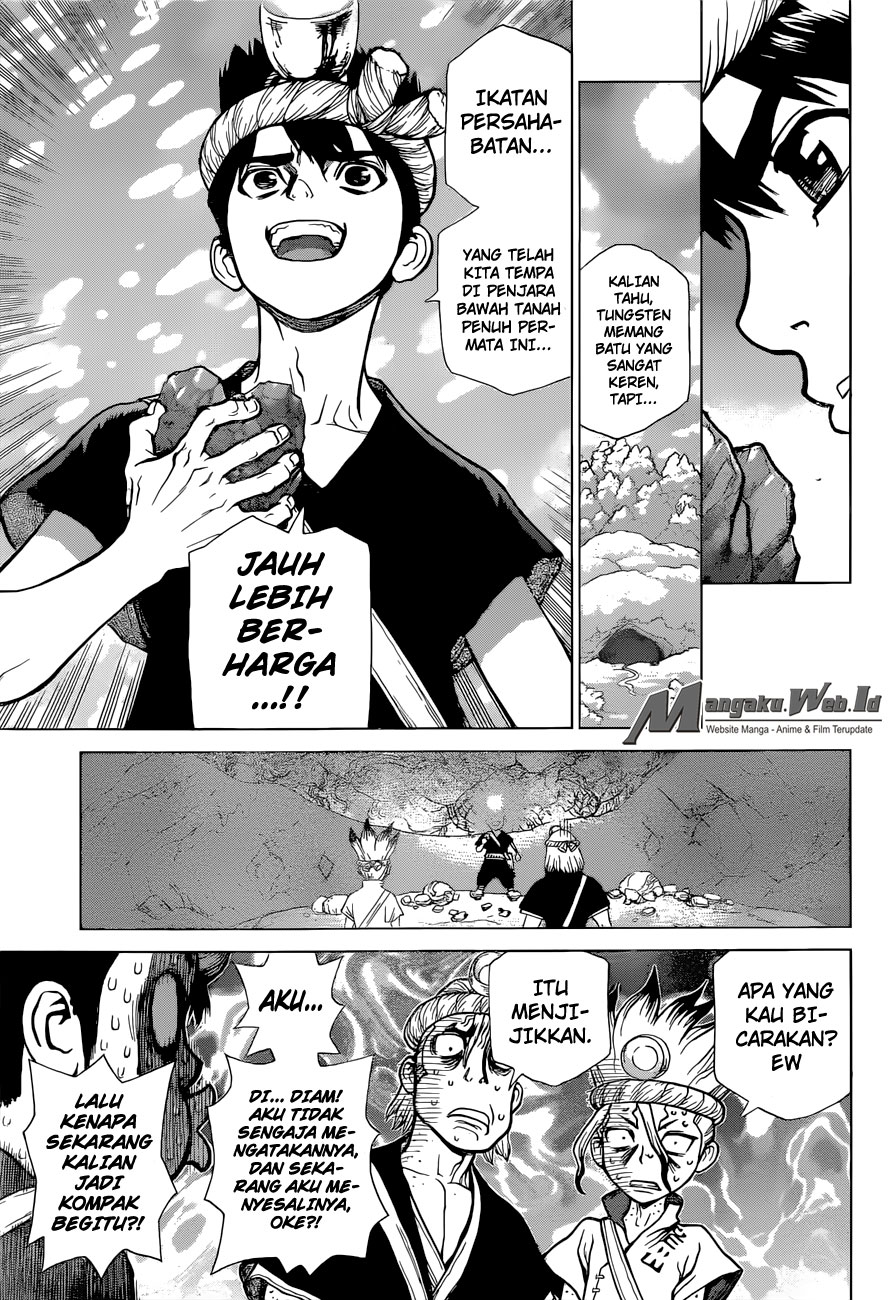 KALIAN
TAHU,
TUNGSTEN
MEMANG
BATU YANG
SANGAT
KEREN,
TAPI...
IKATAN
PERSAHA-
BATAN...
YANG TELAH
KITA TEMPA
DI PENJARA
BAWAH TANAH
PENUH PER-
MATA INI...
JAUH
LEBIH
BER-
HARGA
...!!
Mangaku.Web.Id
Website Manga - Anime & Film Terupdate
APA YANG
KAU BI-
CARAKAN?
EW
ITU
MENJI-
JIKKAN.
AKU...
DI... DIAM!
AKU TIDAK
SENGAJA ME-
NGATAKANNYA,
DAN SEKA-
RANG AKU ME-
NYESALINYA,
OKE?!
LALU
KENAPA
SEKARANG
KALIAN
JADI
KOMPAK
BEGITU?!